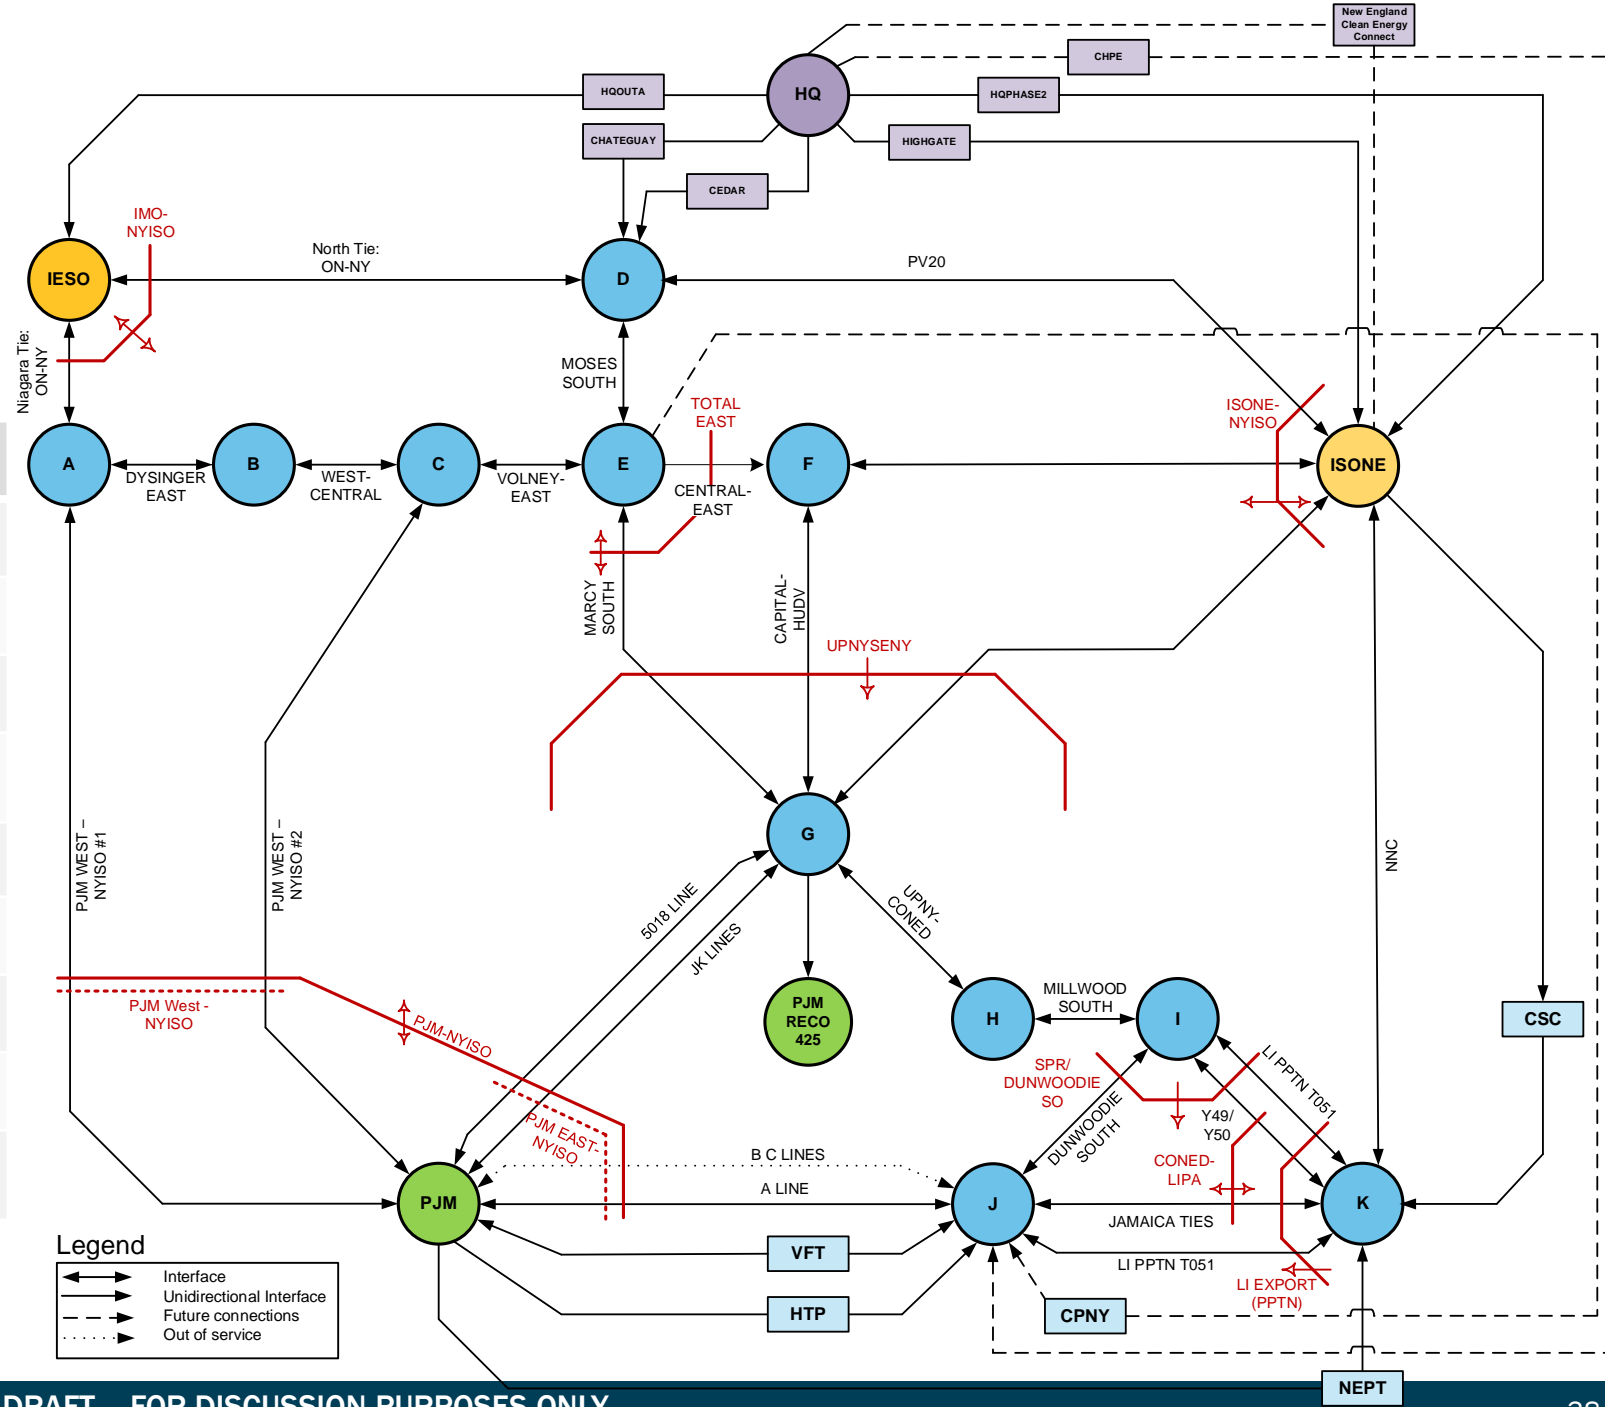 New England
Clean Energy
Connect
CHPE
HQ
HQOUTA
HQPHASE2
CHATEGUAY
HIGHGATE
CEDAR
IMO-
NYISO
North Tie:
ON-NY
PV20
IESO
D
Niagara Tie:
ON-NY
MOSES
SOUTH
TOTAL
EAST
ISONE-
NYISO
A
B
C
E
F
ISONE
DYSINGER
EAST
WEST-
CENTRAL
VOLNEY-
EAST
CENTRAL-
EAST
MARCY
SOUTH
CAPITAL-
HUDV
UPNYSENY
G
PJM WEST –
NYISO #1
PJM WEST –
NYISO #2
NNC
5018 LINE
JK LINES
UPNY-
CONED
PJM West -
NYISO
PJM-NYISO
PJM
RECO
425
H
MILLWOOD
SOUTH
I
CSC
SPR/
DUNWOODIE
SO
LI PPTN T051
DUNWOODIE
SOUTH
Y49/
Y50
PJM EAST-
NYISO
B C LINES
CONED-
LIPA
A LINE
PJM
J
K
JAMAICA TIES
VFT
LI PPTN T051
LI EXPORT
(PPTN)
HTP
CPNY
NEPT
Legend
Interface
Unidirectional Interface
Future connections
Out of service